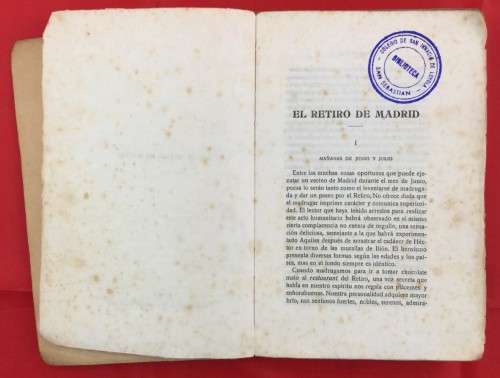 COLEGIO DE SAN IGNACIO DE LOYOLA
BIBLIOTECA
SAN SEBASTIAN
EL RETIRO DE MADRID
I
MAÑANAS DE JUNIO Y JULIO
Entre las muchas cosas oportunas que puede eje-
cutar un vecino de Madrid durante el mes de Junio,
pocas lo serán tanto como el levantarse de madruga-
da y dar un paseo por el Retiro. No ofrece duda que
el madrugar imprime carácter y comunica superiori-
dad. El lector que haya tenido arrestos para realizar
este acto humanitario habrá observado en sí mismo
cierta complacencia no exenta de orgullo, una sensa-
ción deliciosa, semejante a la que habrá experimen-
tado Aquiles después de arrastrar el cadáver de Héc-
tor en torno de las murallas de Ilión. El heroísmo
presenta diversas formas según las edades y los paí-
ses, mas en el fondo siempre es idéntico.
Cuando madrugamos para ir a tomar chocolate
malo al restaurant del Retiro, una voz secreta que
habla en nuestro espíritu nos regala con plácemes y
enhorabuenas. Nuestra personalidad adquiere mayor
brío, nos sentimos fuertes, nobles, serenos, admira-